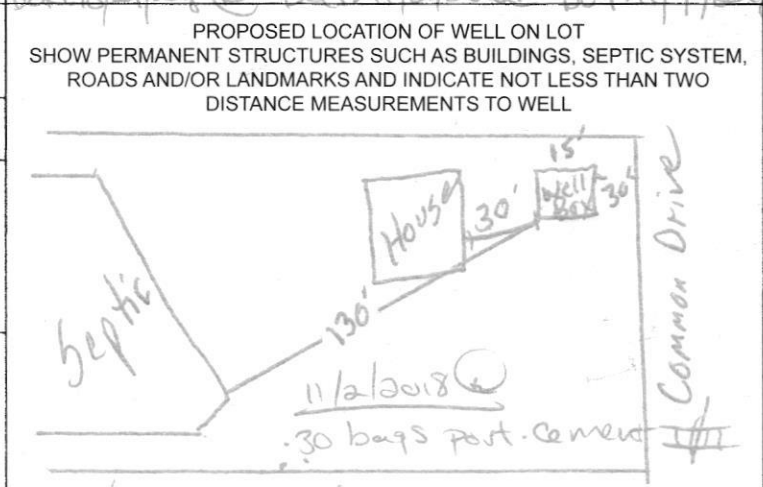 PROPOSED LOCATION OF WELL ON LOT
SHOW PERMANENT STRUCTURES SUCH AS BUILDINGS, SEPTIC SYSTEM,
ROADS AND/OR LANDMARKS AND INDICATE NOT LESS THAN TWO
DISTANCE MEASUREMENTS TO WELL
15'
Well
Box
30'
House
30'
Common Drive
Septic
130'
11/2/2018
30 bags port. cement